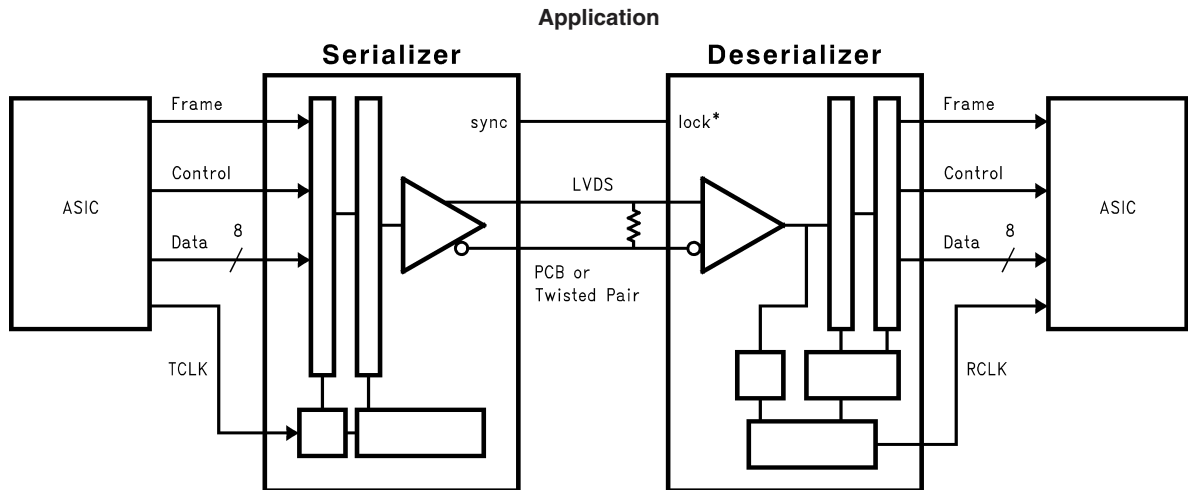 Application
Serializer
Deserializer
ASIC
Frame
Control
Data
8
TCLK
sync
lock*
LVDS
PCB or
Twisted Pair
Frame
Control
Data
8
RCLK
ASIC